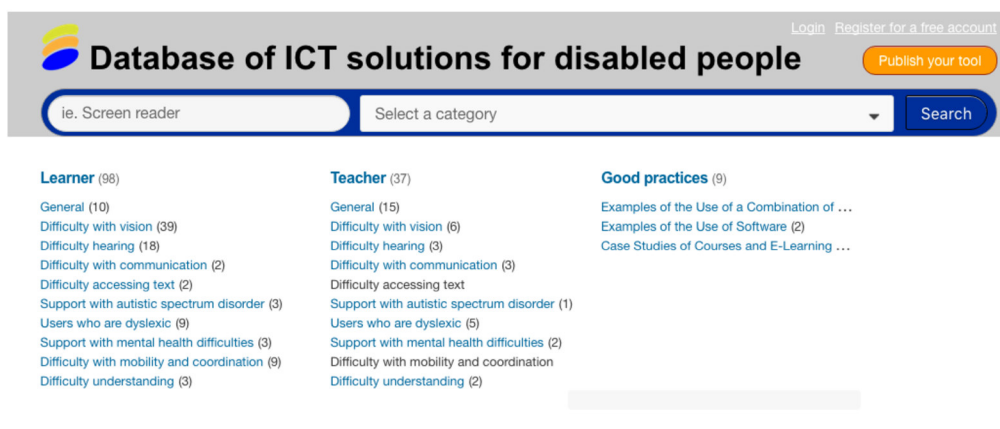 Login Register for a free account
Database of ICT solutions for disabled people
Publish your tool
ie. Screen reader
Select a category
Search
Learner (98)
General (10)
Difficulty with vision (39)
Difficulty hearing (18)
Difficulty with communication (2)
Difficulty accessing text (2)
Support with autistic spectrum disorder (3)
Users who are dyslexic (9)
Support with mental health difficulties (3)
Difficulty with mobility and coordination (9)
Difficulty understanding (3)
Teacher (37)
General (15)
Difficulty with vision (6)
Difficulty hearing (3)
Difficulty with communication (3)
Difficulty accessing text
Support with autistic spectrum disorder (1)
Users who are dyslexic (5)
Support with mental health difficulties (2)
Difficulty with mobility and coordination
Difficulty understanding (2)
Good practices (9)
Examples of the Use of a Combination of ...
Examples of the Use of Software (2)
Case Studies of Courses and E-Learning ...